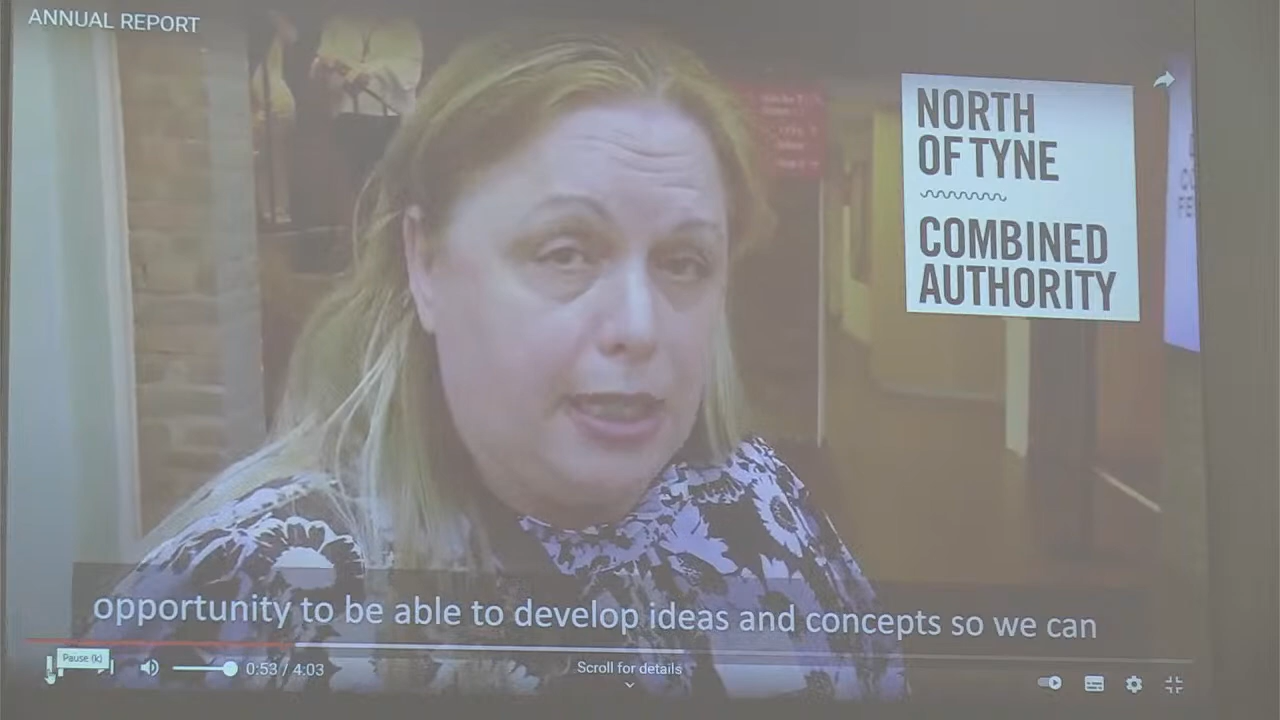 ANNUAL REPORT
NORTH
OF TYNE
COMBINED
AUTHORITY
opportunity to be able to develop ideas and concepts so we can
Pause (k)
0:53 / 4:03
Scroll for details